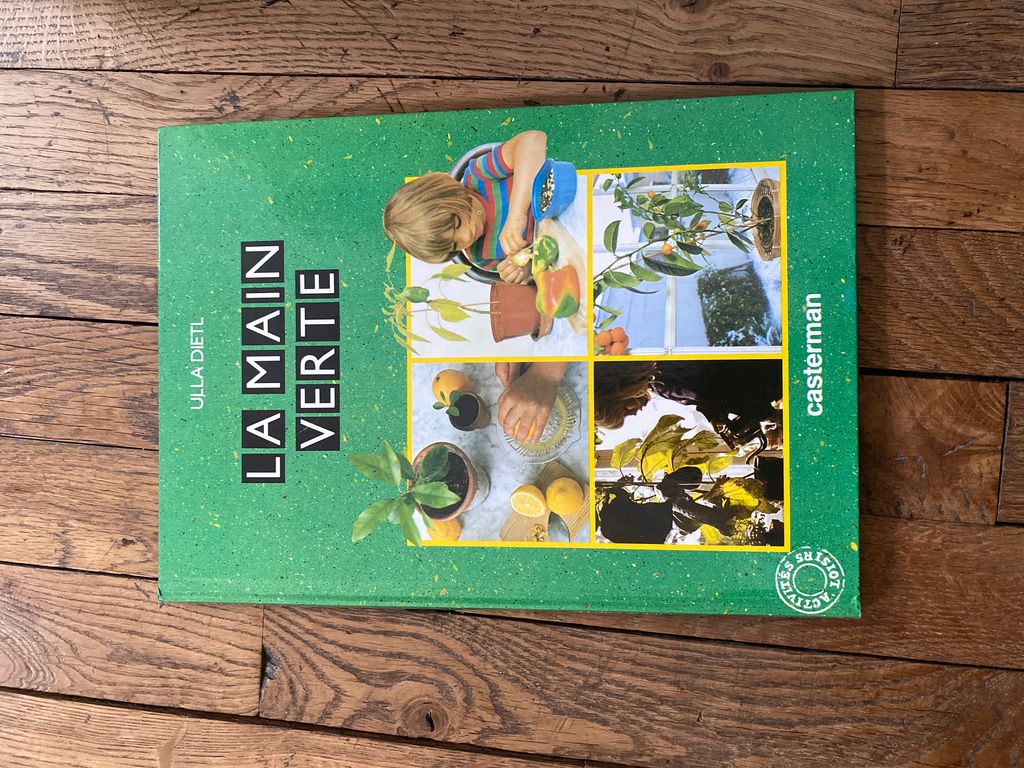 ULLA DIETL
LA MAIN
VERTE
casterman
LOISIRS ACTIVITÉS